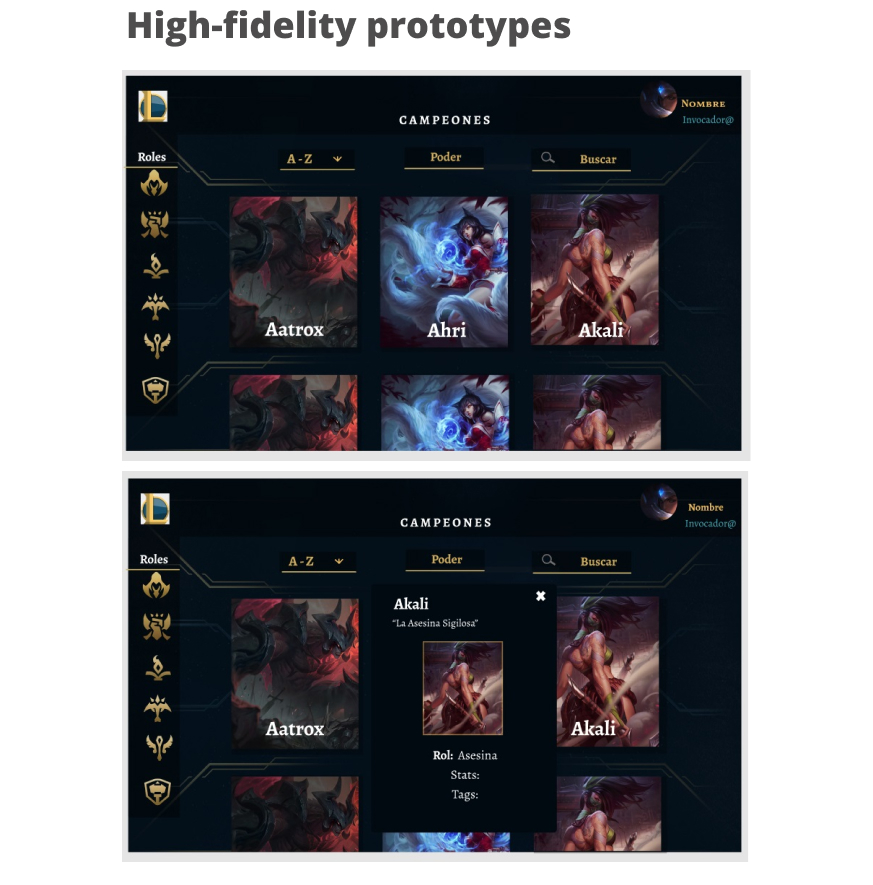 High-fidelity prototypes
L
CAMPEONES
NOMBRE
Invocador@
Roles
A-Z
Poder
Buscar
Aatrox
Ahri
Akali
L
CAMPEONES
Nombre
Invocador@
Roles
A-Z
Poder
Buscar
Akali
"La Asesina Sigilosa"
Aatrox
Akali
Rol: Asesina
Stats:
Tags: